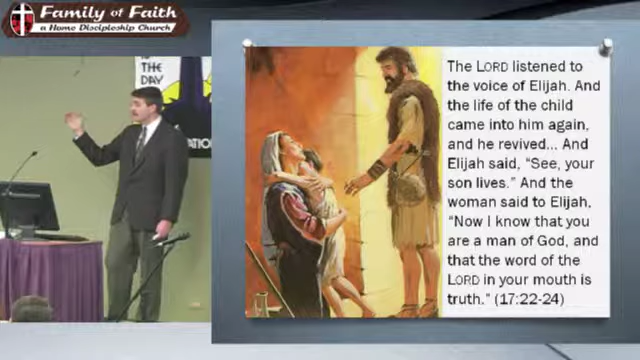 Family of Faith
a Home Discipleship Church
THE
DAY
The LORD listened to
the voice of Elijah. And
the life of the child
came into him again,
and he revived... And
Elijah said, “See, your
son lives.” And the
woman said to Elijah,
“Now I know that you
are a man of God, and
that the word of the
LORD in your mouth is
truth.” (17:22-24)